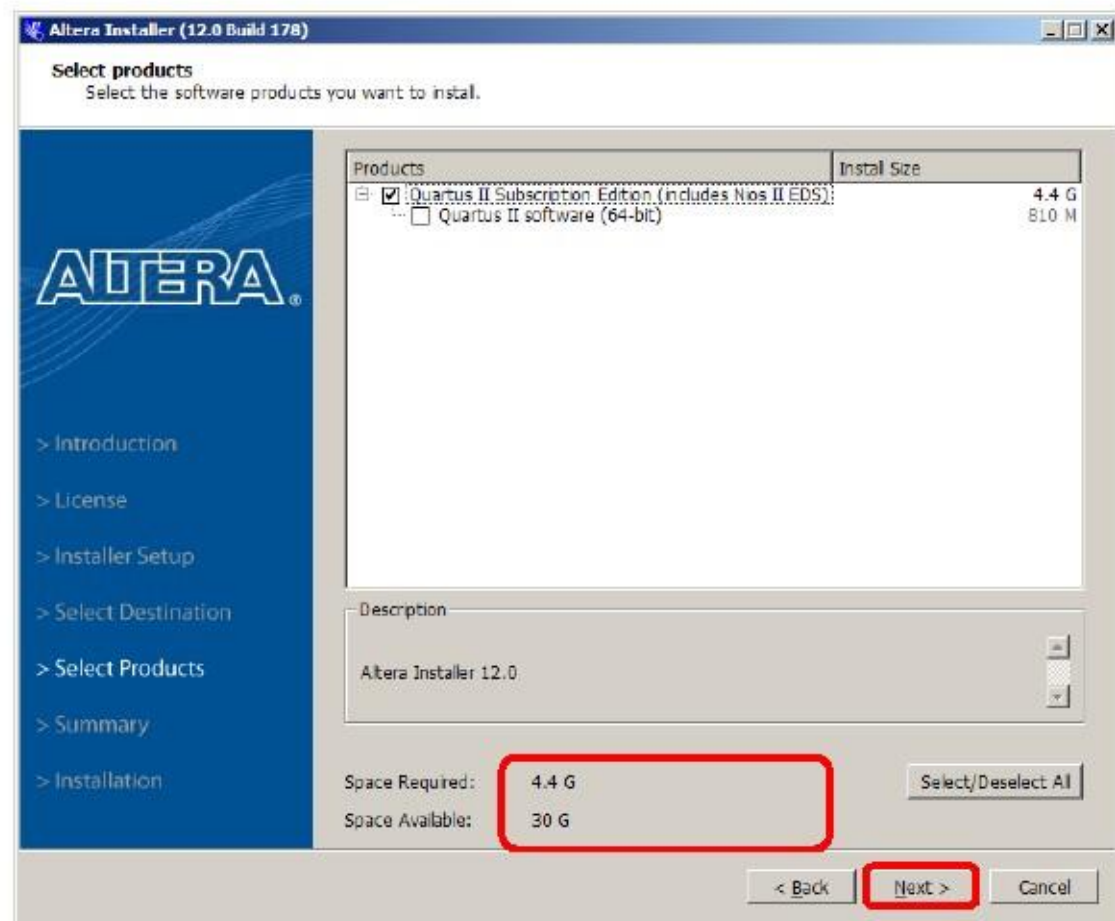 Altera Installer (12.0 Build 178)
Select products
Select the software products you want to install.
Products Install Size
Quartus II Subscription Edition (includes Nios II EDS) 4.4 G
Quartus II software (64-bit) 810 M
ALTERA®
> Introduction
> License
> Installer Setup
> Select Destination
> Select Products
> Summary
> Installation
Description
Altera Installer 12.0
Space Required: 4.4 G
Select/Deselect All
Space Available: 30 G
< Back Next > Cancel